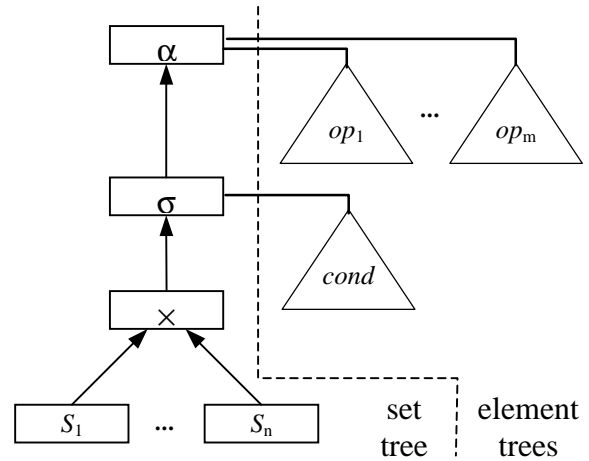 α
op1 ... opm
σ
cond
×
S1 ... Sn
set element
tree trees